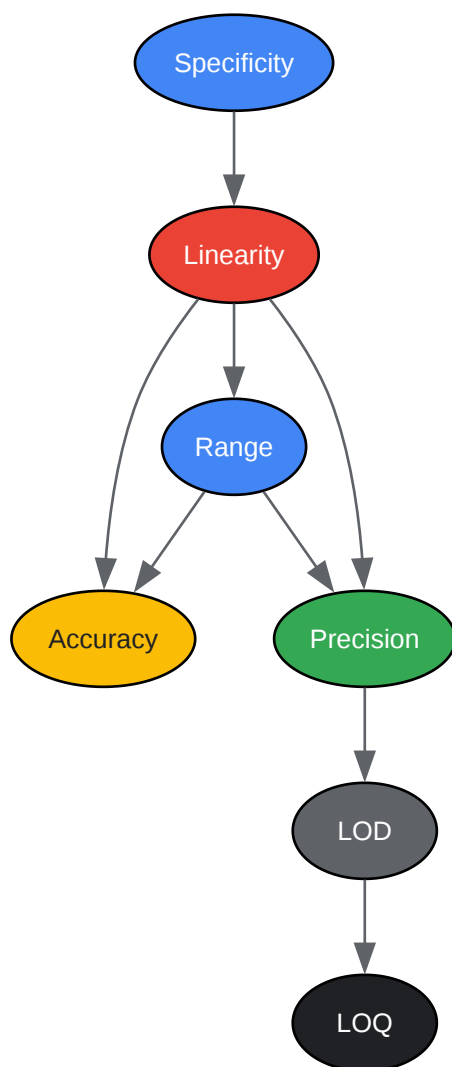 Specificity
Linearity
Range
Accuracy
Precision
LOD
LOQ